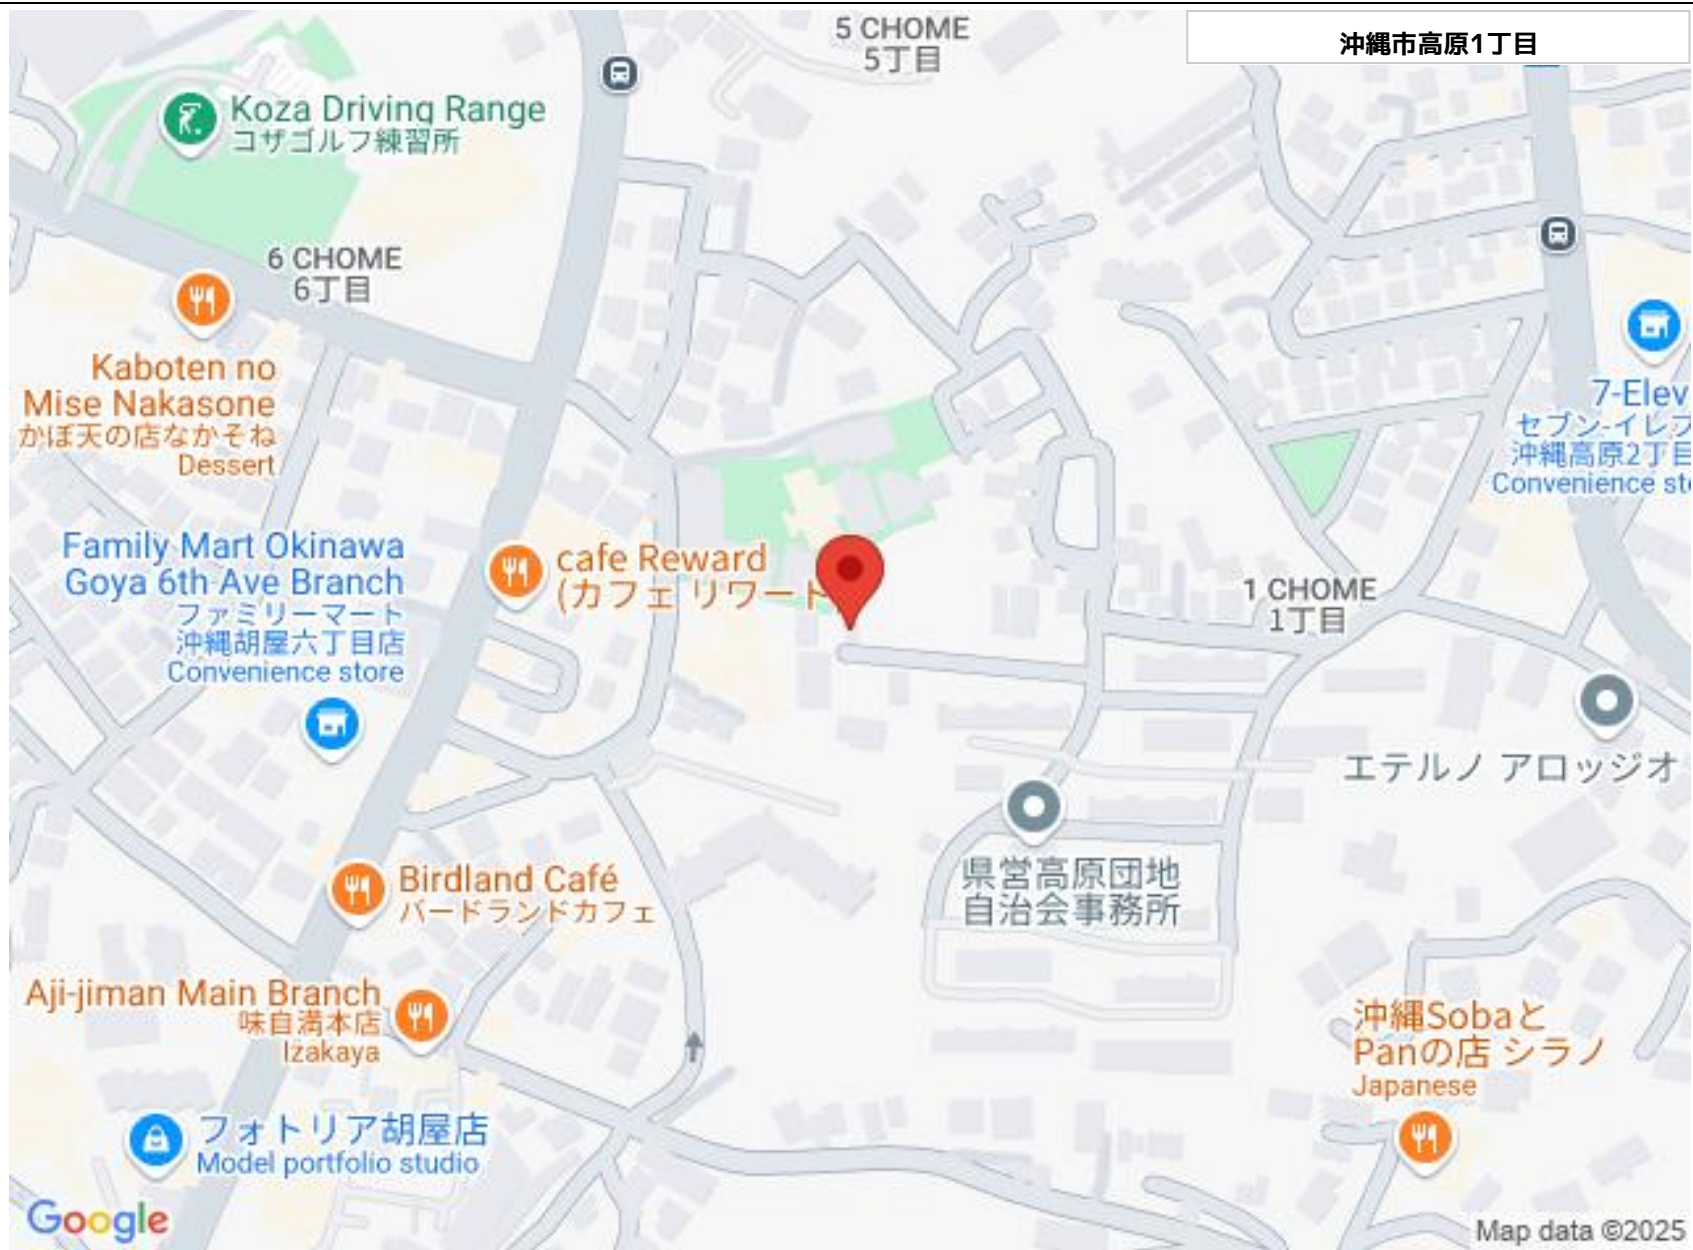 5 CHOME
5丁目
沖縄市高原1丁目
Koza Driving Range
コザゴルフ練習所
6 CHOME
6丁目
Kaboten no
Mise Nakasone
かぼ天の店なかそね
Dessert
7-Elev
セブン-イレブ
沖縄高原2丁目
Convenience sto
Family Mart Okinawa
Goya 6th Ave Branch
ファミリーマート
沖縄胡屋六丁目店
Convenience store
cafe Reward
(カフェ リワード
1 CHOME
1丁目
エテルノ アロッジオ
県営高原団地
自治会事務所
Birdland Café
バードランドカフェ
Aji-jiman Main Branch
味自満本店
Izakaya
沖縄Sobaと
Panの店 シラノ
Japanese
フォトリア胡屋店
Model portfolio studio
Google
Map data ©2025